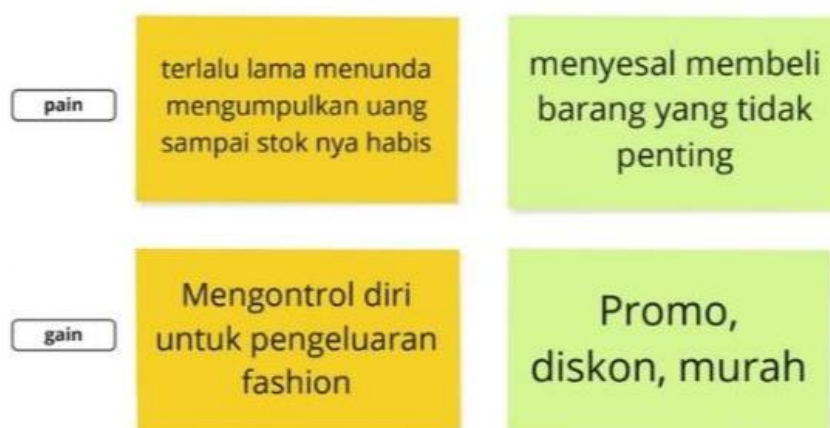 pain
terlalu lama menunda
mengumpulkan uang
sampai stok nya habis
menyesal membeli
barang yang tidak
penting
gain
Mengontrol diri
untuk pengeluaran
fashion
Promo,
diskon, murah